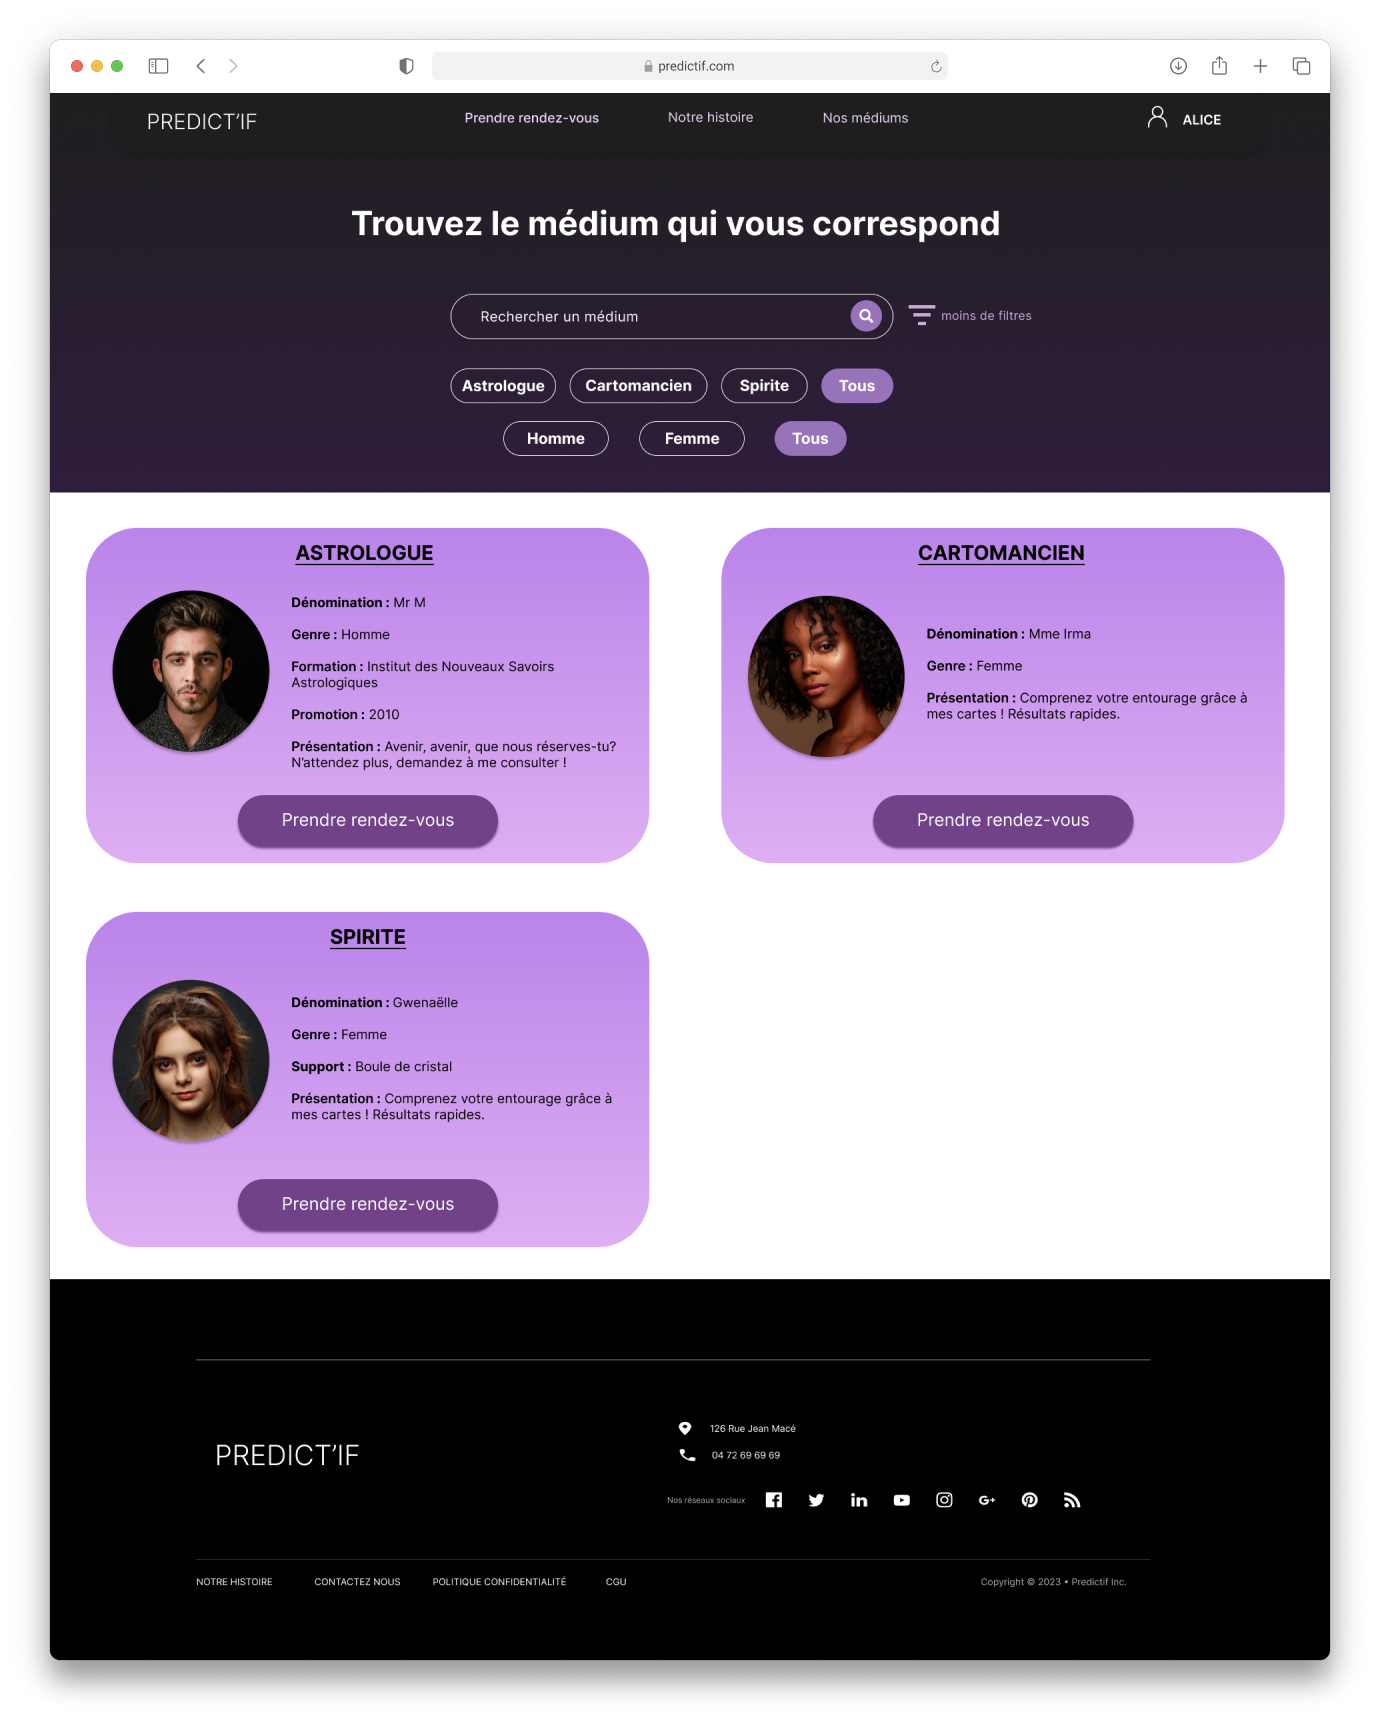 predictif.com
PREDICT'IF
Prendre rendez-vous
Notre histoire
Nos médiums
ALICE
Trouvez le médium qui vous correspond
Rechercher un médium
moins de filtres
Astrologue
Cartomancien
Spirite
Tous
Homme
Femme
Tous
ASTROLOGUE
Dénomination : Mr M
Genre : Homme
Formation : Institut des Nouveaux Savoirs
Astrologiques
Promotion : 2010
Présentation : Avenir, avenir, que nous réserves-tu?
N'attendez plus, demandez à me consulter !
Prendre rendez-vous
CARTOMANCIEN
Dénomination : Mme Irma
Genre : Femme
Présentation : Comprenez votre entourage grâce à
mes cartes ! Résultats rapides.
Prendre rendez-vous
SPIRITE
Dénomination : Gwenaëlle
Genre : Femme
Support : Boule de cristal
Présentation : Comprenez votre entourage grâce à
mes cartes ! Résultats rapides.
Prendre rendez-vous
PREDICT'IF
126 Rue Jean Macé
04 72 69 69 69
Nos réseaux sociaux
NOTRE HISTOIRE
CONTACTEZ NOUS
POLITIQUE CONFIDENTIALITÉ
CGU
Copyright © 2023 • Predictif Inc.